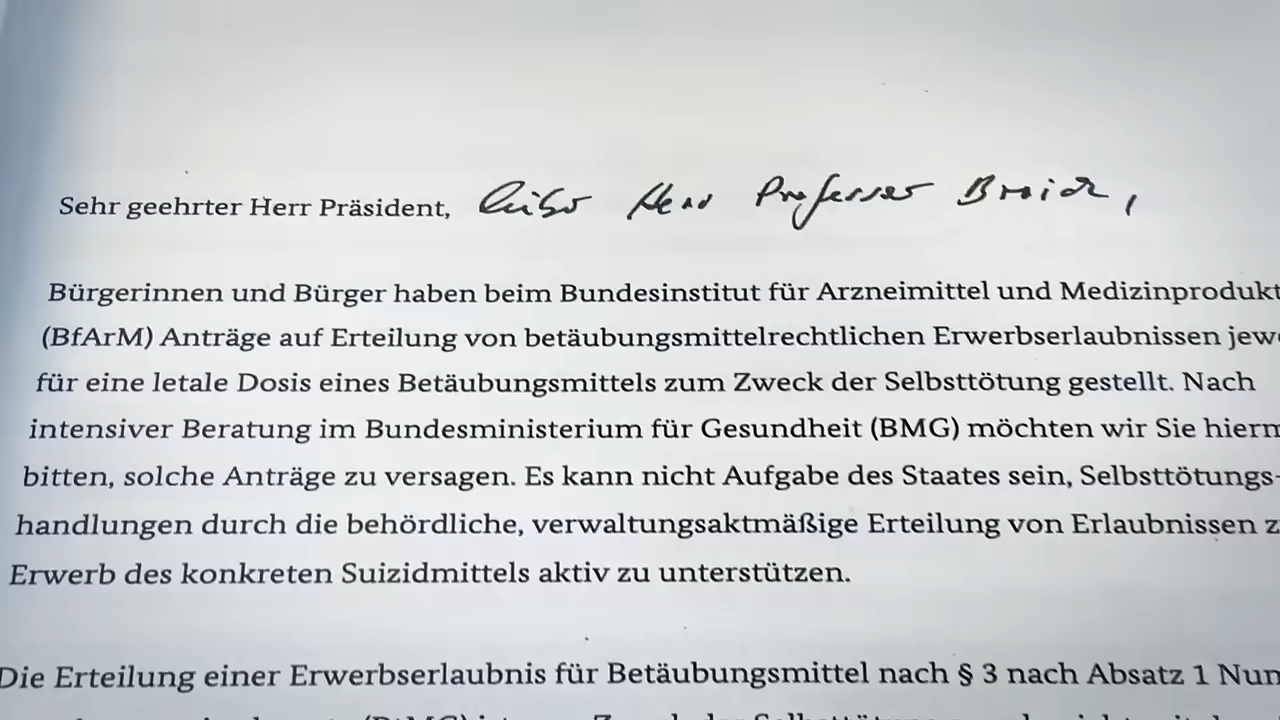 Sehr geehrter Herr Präsident, lieber Herr Professor Broich,
Bürgerinnen und Bürger haben beim Bundesinstitut für Arzneimittel und Medizinprodukt
(BfArM) Anträge auf Erteilung von betäubungsmittelrechtlichen Erwerbserlaubnissen jewe
für eine letale Dosis eines Betäubungsmittels zum Zweck der Selbsttötung gestellt. Nach
intensiver Beratung im Bundesministerium für Gesundheit (BMG) möchten wir Sie hierm
bitten, solche Anträge zu versagen. Es kann nicht Aufgabe des Staates sein, Selbsttötungs-
handlungen durch die behördliche, verwaltungsaktmäßige Erteilung von Erlaubnissen z
Erwerb des konkreten Suizidmittels aktiv zu unterstützen.
Die Erteilung einer Erwerbserlaubnis für Betäubungsmittel nach § 3 nach Absatz 1 Num